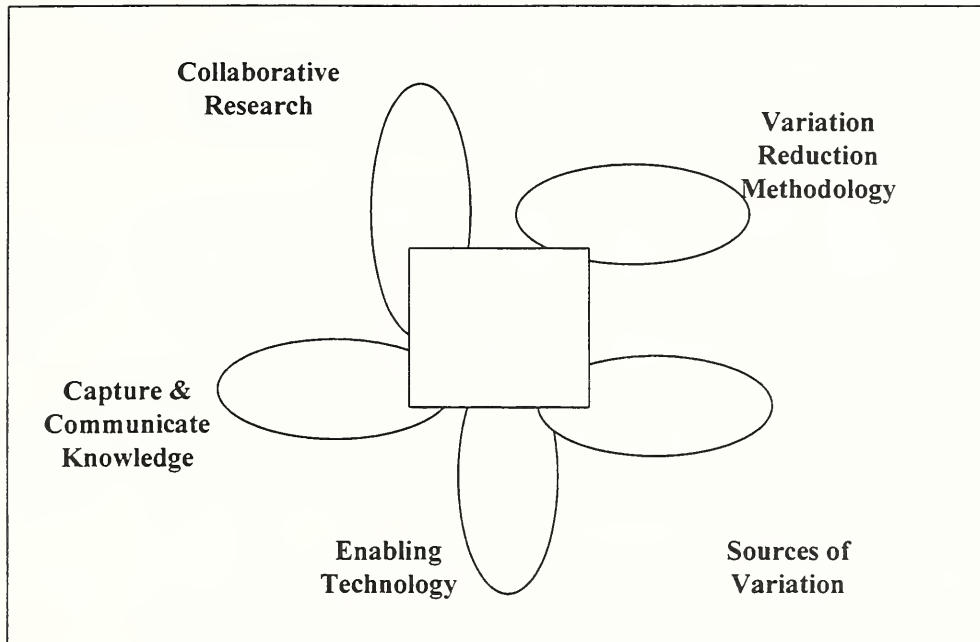 Collaborative
Research
Variation
Reduction
Methodology
Capture &
Communicate
Knowledge
Enabling
Technology
Sources of
Variation